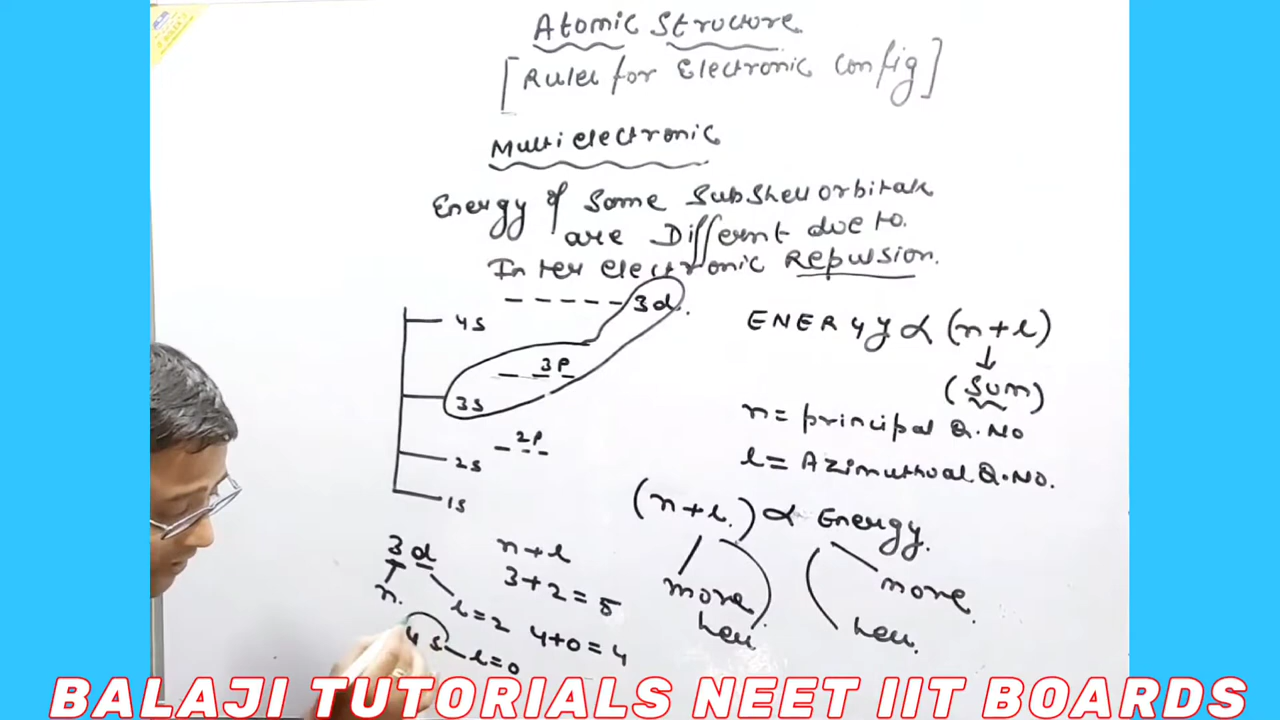 Atomic Structure
[Rules for Electronic Config]
Multielectronic
Energy of Some Subshell orbitals
are Differnt due to.
Inter electronic Repulsion.
3d.
4s
3p
3s
2p
2s
1s
ENERGY ∝ (n+l)
↓
(Sum)
n = principal Q.No
l = Azimuthual Q.No.
(n+l.) ∝ Energy.
more more.
less less.
3d n+l
n. l=2 3+2=5
4s l=0 4+0=4
BALAJI TUTORIALS NEET IIT BOARDS